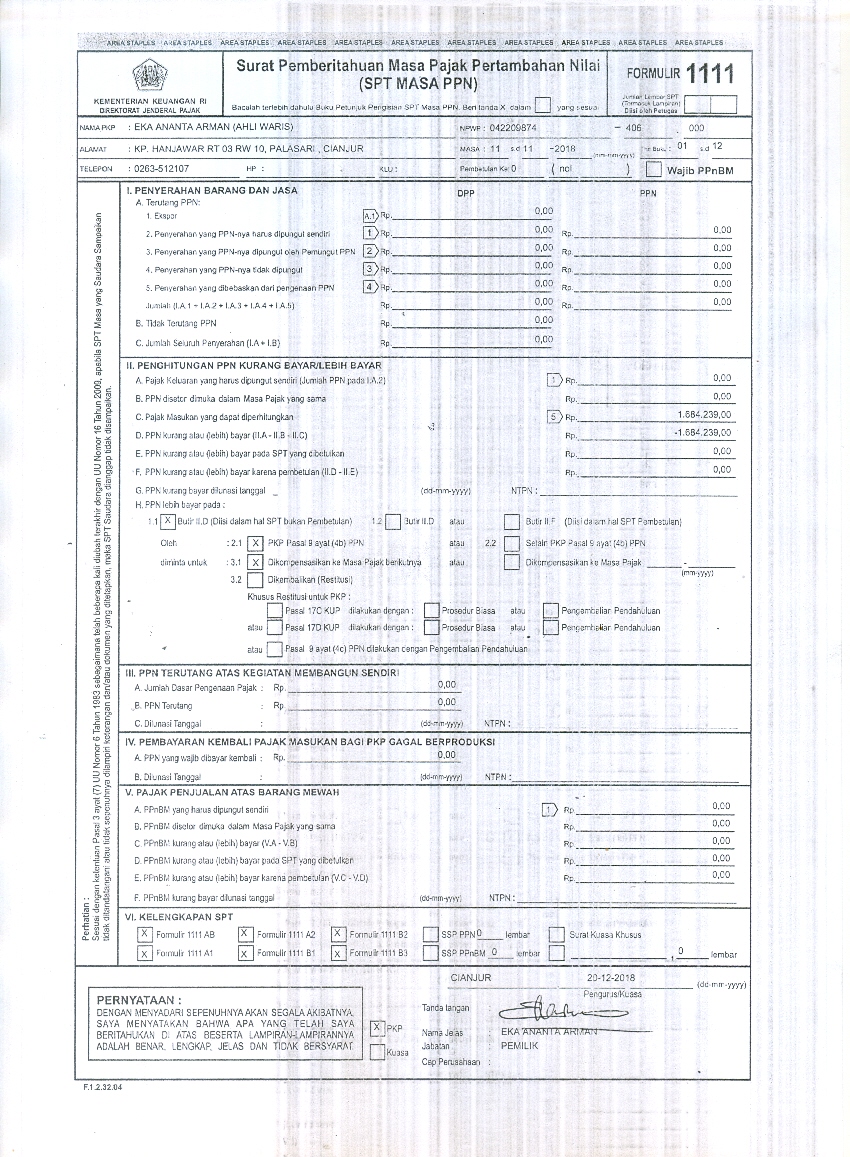 AREA STAPLES AREA STAPLES AREA STAPLES AREA STAPLES AREA STAPLES AREA STAPLES AREA STAPLES AREA STAPLES AREA STAPLES AREA STAPLES AREA STAPLES
KEMENTERIAN KEUANGAN RI
DIREKTORAT JENDERAL PAJAK
Surat Pemberitahuan Masa Pajak Pertambahan Nilai
(SPT MASA PPN)
Bacalah terlebih dahulu Buku Petunjuk Pengisian SPT Masa PPN. Beri tanda X dalam yang sesuai
FORMULIR 1111
Jumlah Lembar SPT
(Termasuk Lampiran)
Diisi oleh Petugas
NAMA PKP : EKA ANANTA ARMAN (AHLI WARIS) NPWP : 042209874 - 406 . 000
ALAMAT : KP. HANJAWAR RT 03 RW 10, PALASARI , CIANJUR MASA : 11 s.d 11 -2018 (mm-mm-yyyy) Thn Buku : 01 s.d 12
TELEPON : 0263-512107 HP : KLU : Pembetulan Ke: 0 ( nol ) Wajib PPnBM
I. PENYERAHAN BARANG DAN JASA DPP PPN
A. Terutang PPN:
1. Ekspor A.1 Rp. 0,00
2. Penyerahan yang PPN-nya harus dipungut sendiri 1 Rp. 0,00 Rp. 0,00
3. Penyerahan yang PPN-nya dipungut oleh Pemungut PPN 2 Rp. 0,00 Rp. 0,00
4. Penyerahan yang PPN-nya tidak dipungut 3 Rp. 0,00 Rp. 0,00
5. Penyerahan yang dibebaskan dari pengenaan PPN 4 Rp. 0,00 Rp. 0,00
Jumlah (I.A.1 + I.A.2 + I.A.3 + I.A.4 + I.A.5) Rp. 0,00 Rp. 0,00
B. Tidak Terutang PPN Rp. 0,00
C. Jumlah Seluruh Penyerahan (I.A + I.B) Rp. 0,00
II. PENGHITUNGAN PPN KURANG BAYAR/LEBIH BAYAR
A. Pajak Keluaran yang harus dipungut sendiri (Jumlah PPN pada I.A.2) 1 Rp. 0,00
B. PPN disetor dimuka dalam Masa Pajak yang sama Rp. 0,00
C. Pajak Masukan yang dapat diperhitungkan 5 Rp. 1.684.239,00
D. PPN kurang atau (lebih) bayar (II.A - II.B - II.C) Rp. -1.684.239,00
E. PPN kurang atau (lebih) bayar pada SPT yang dibetulkan Rp. 0,00
F. PPN kurang atau (lebih) bayar karena pembetulan (II.D - II.E) Rp. 0,00
G. PPN kurang bayar dilunasi tanggal (dd-mm-yyyy) NTPN :
H. PPN lebih bayar pada :
1.1 X Butir II.D (Diisi dalam hal SPT bukan Pembetulan) 1.2 Butir II.D atau Butir II.F (Diisi dalam hal SPT Pembetulan)
Oleh : 2.1 X PKP Pasal 9 ayat (4b) PPN atau 2.2 Selain PKP Pasal 9 ayat (4b) PPN
diminta untuk : 3.1 X Dikompensasikan ke Masa Pajak berikutnya atau Dikompensasikan ke Masa Pajak -
(mm-yyyy)
3.2 Dikembalikan (Restitusi)
Khusus Restitusi untuk PKP :
Pasal 17C KUP dilakukan dengan : Prosedur Biasa atau Pengembalian Pendahuluan
atau Pasal 17D KUP dilakukan dengan : Prosedur Biasa atau Pengembalian Pendahuluan
atau Pasal 9 ayat (4c) PPN dilakukan dengan Pengembalian Pendahuluan
III. PPN TERUTANG ATAS KEGIATAN MEMBANGUN SENDIRI
A. Jumlah Dasar Pengenaan Pajak : Rp. 0,00
B. PPN Terutang : Rp. 0,00
C. Dilunasi Tanggal : (dd-mm-yyyy) NTPN :
IV. PEMBAYARAN KEMBALI PAJAK MASUKAN BAGI PKP GAGAL BERPRODUKSI
A. PPN yang wajib dibayar kembali : Rp. 0,00
B. Dilunasi Tanggal : (dd-mm-yyyy) NTPN :
V. PAJAK PENJUALAN ATAS BARANG MEWAH
A. PPnBM yang harus dipungut sendiri 1 Rp. 0,00
B. PPnBM disetor dimuka dalam Masa Pajak yang sama Rp. 0,00
C. PPnBM kurang atau (lebih) bayar (V.A - V.B) Rp. 0,00
D. PPnBM kurang atau (lebih) bayar pada SPT yang dibetulkan Rp. 0,00
E. PPnBM kurang atau (lebih) bayar karena pembetulan (V.C - V.D) Rp. 0,00
F. PPnBM kurang bayar dilunasi tanggal (dd-mm-yyyy) NTPN :
VI. KELENGKAPAN SPT
X Formulir 1111 AB X Formulir 1111 A2 X Formulir 1111 B2 SSP PPN 0 lembar Surat Kuasa Khusus
X Formulir 1111 A1 X Formulir 1111 B1 X Formulir 1111 B3 SSP PPnBM 0 lembar , 0 lembar
CIANJUR 20-12-2018 (dd-mm-yyyy)
Pengurus/Kuasa
PERNYATAAN :
DENGAN MENYADARI SEPENUHNYA AKAN SEGALA AKIBATNYA,
SAYA MENYATAKAN BAHWA APA YANG TELAH SAYA
BERITAHUKAN DI ATAS BESERTA LAMPIRAN-LAMPIRANNYA
ADALAH BENAR, LENGKAP, JELAS DAN TIDAK BERSYARAT.
X PKP
Kuasa
Tanda tangan :
Nama Jelas : EKA ANANTA ARMAN
Jabatan : PEMILIK
Cap Perusahaan :
F.1.2.32.04
Perhatian :
Sesuai dengan ketentuan Pasal 3 ayat (7) UU Nomor 6 Tahun 1983 sebagaimana telah beberapa kali diubah terakhir dengan UU Nomor 16 Tahun 2009, apabila SPT Masa yang Saudara Sampaikan
tidak ditandatangani atau tidak sepenuhnya dilampiri keterangan dan/atau dokumen yang ditetapkan, maka SPT Saudara dianggap tidak disampaikan.